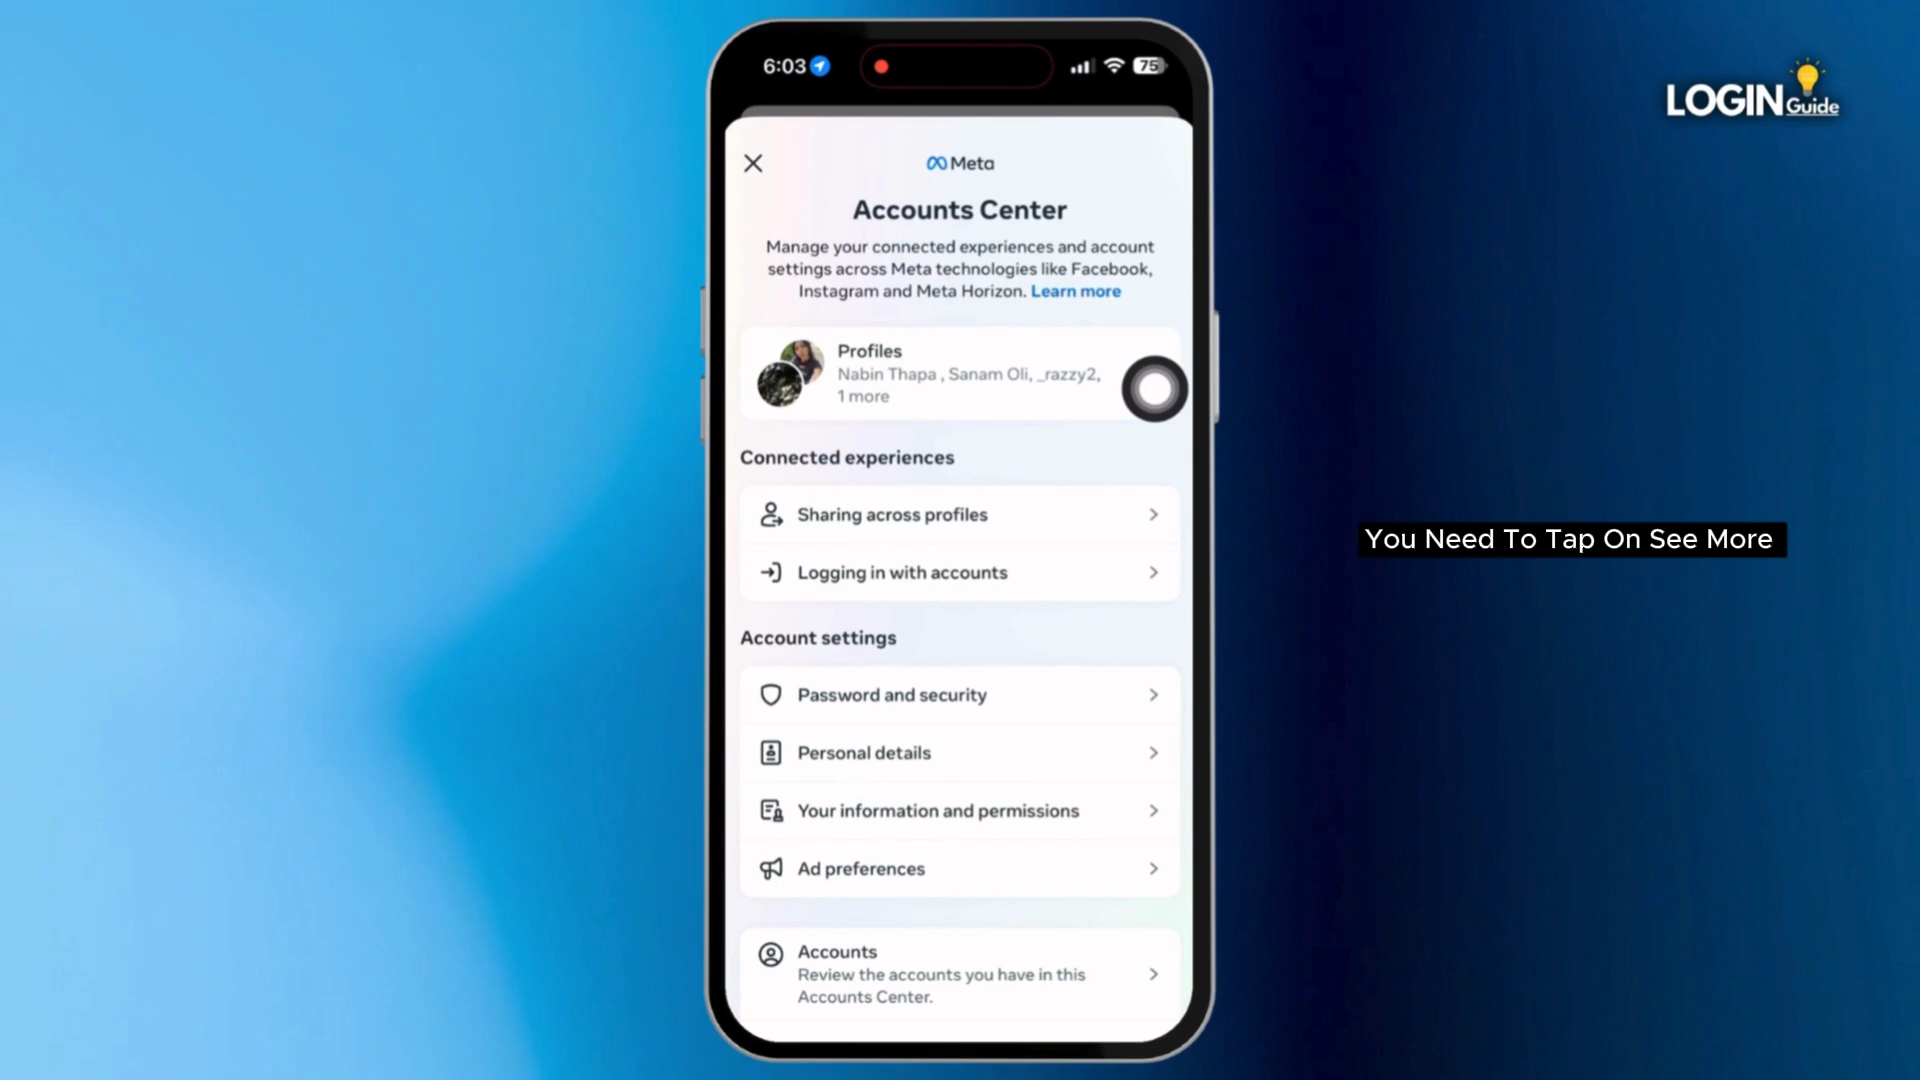 6:03
75
LOGIN Guide
Meta
Accounts Center
Manage your connected experiences and account
settings across Meta technologies like Facebook,
Instagram and Meta Horizon. Learn more
Profiles
Nabin Thapa , Sanam Oli, _razzy2,
1 more
Connected experiences
Sharing across profiles
Logging in with accounts
You Need To Tap On See More
Account settings
Password and security
Personal details
Your information and permissions
Ad preferences
Accounts
Review the accounts you have in this
Accounts Center.